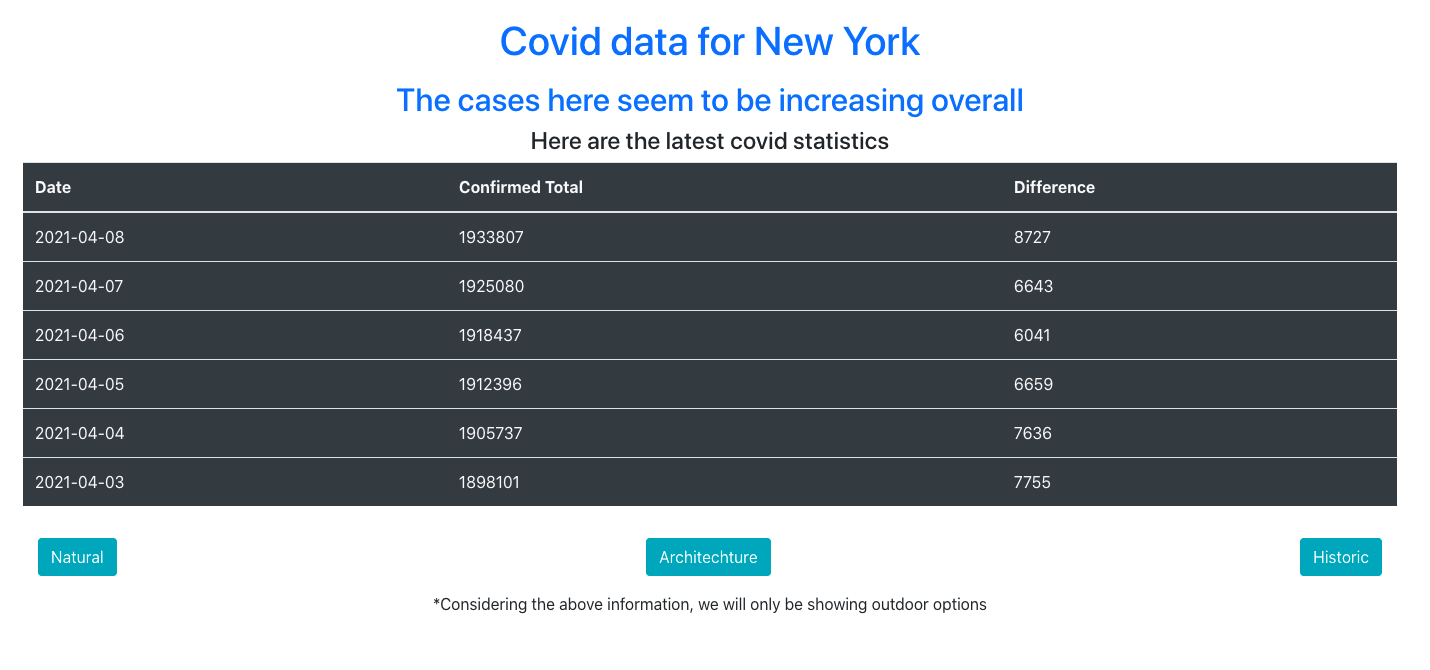 Covid data for New York
The cases here seem to be increasing overall
Here are the latest covid statistics
Date Confirmed Total Difference
2021-04-08 1933807 8727
2021-04-07 1925080 6643
2021-04-06 1918437 6041
2021-04-05 1912396 6659
2021-04-04 1905737 7636
2021-04-03 1898101 7755
Natural Architechture Historic
*Considering the above information, we will only be showing outdoor options